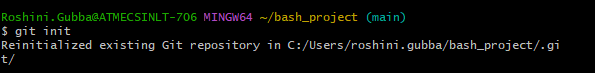 Roshini.Gubba@ATMECSINLT-706 MINGW64 ~/bash_project (main)
$ git init
Reinitialized existing Git repository in C:/Users/roshini.gubba/bash_project/.gi
t/